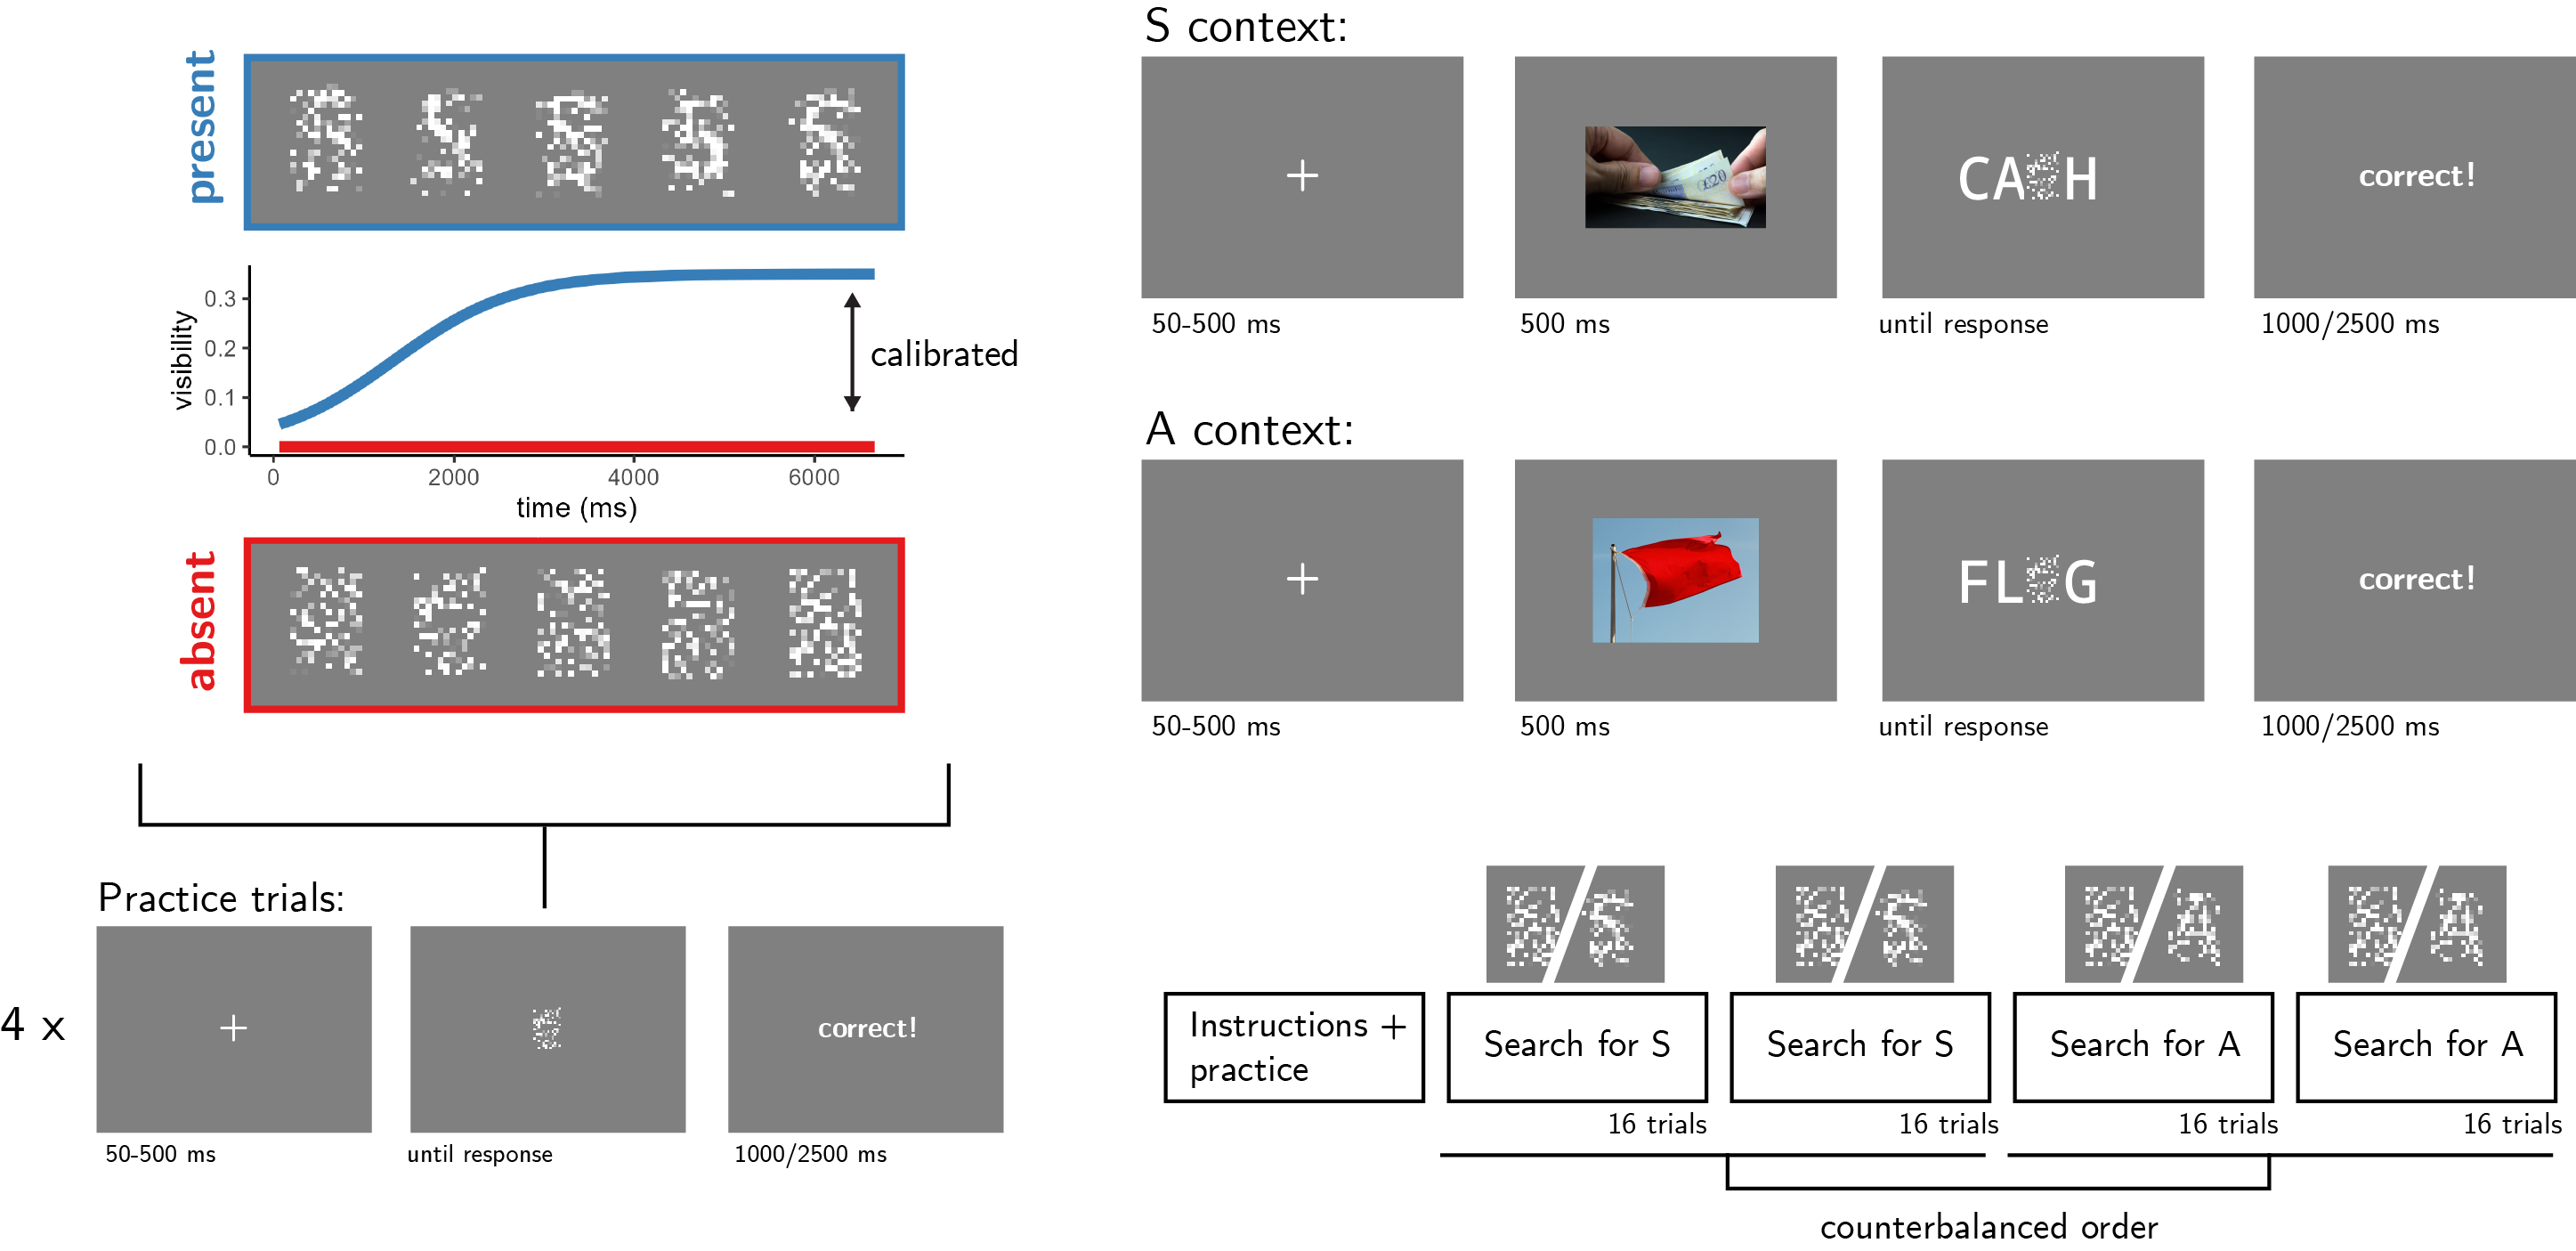 present
visibility
0.3
0.2
0.1
0.0
0
2000
4000
6000
time (ms)
calibrated
absent
Practice trials:
4 x
correct!
50-500 ms
until response
1000/2500 ms
S context:
£20
CA H
correct!
50-500 ms
500 ms
until response
1000/2500 ms
A context:
FL G
correct!
50-500 ms
500 ms
until response
1000/2500 ms
S
S
A
A
Instructions +
practice
Search for S
Search for S
Search for A
Search for A
16 trials
16 trials
16 trials
16 trials
counterbalanced order